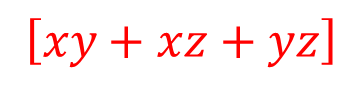 [xy + xz + yz]